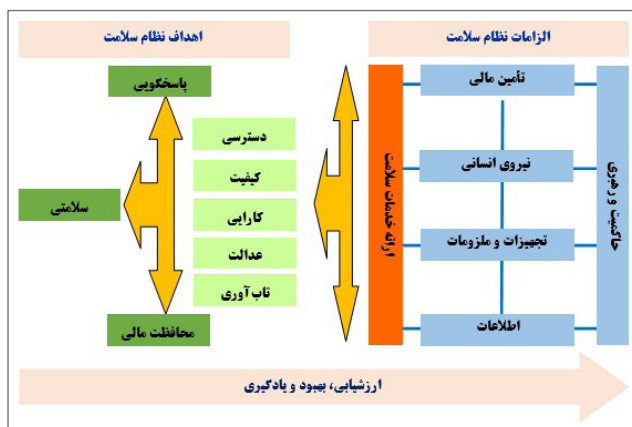 الزامات نظام سلامت
اهداف نظام سلامت
حاکمیت و رهبری
تأمین مالی
نیروی انسانی
تجهیزات و ملزومات
اطلاعات
ارائه خدمات سلامت
دسترسی
کیفیت
کارایی
عدالت
تاب‌آوری
پاسخگویی
سلامتی
محافظت مالی
ارزشیابی، بهبود و یادگیری